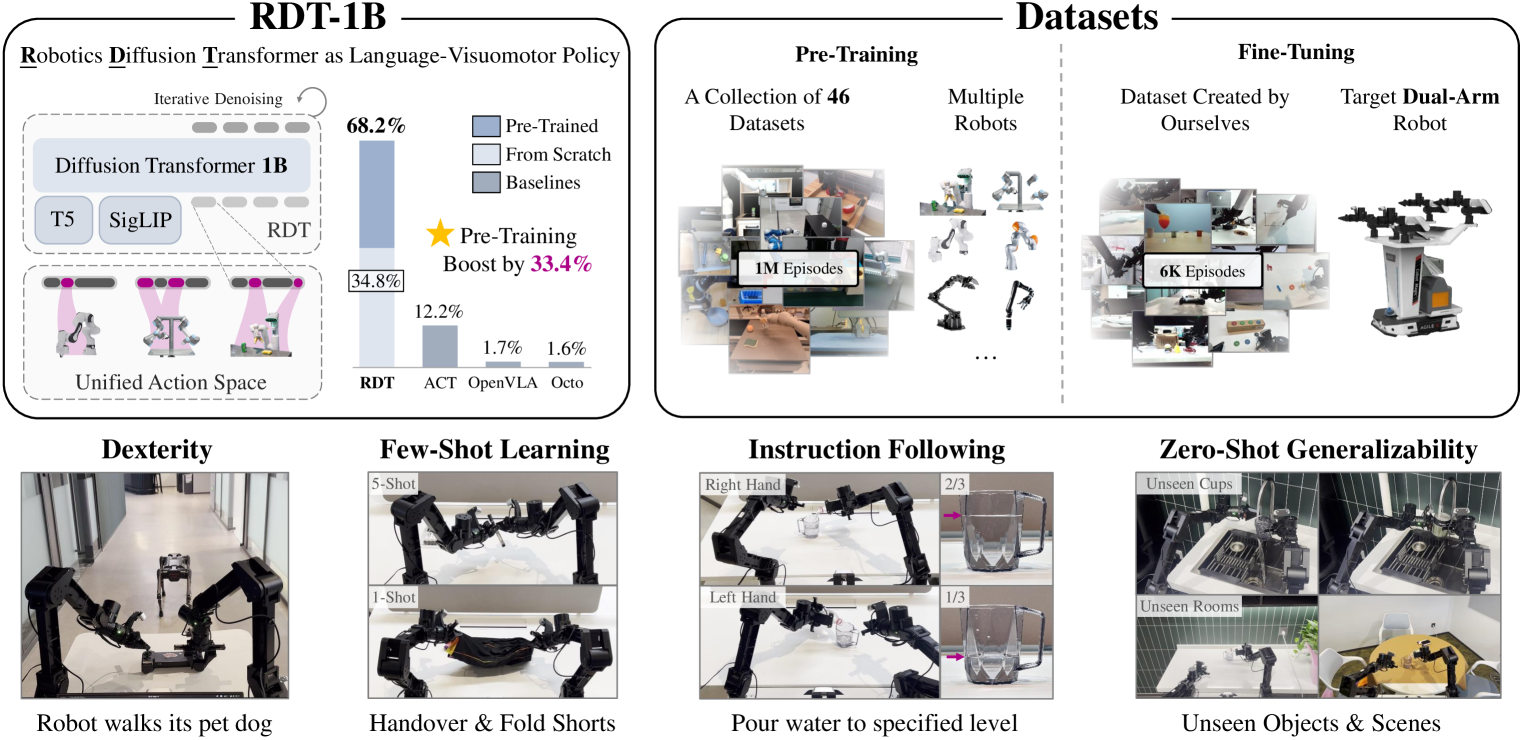 RDT-1B
Robotics Diffusion Transformer as Language-Visuomotor Policy
Iterative Denoising
Diffusion Transformer 1B
T5
SigLIP
RDT
Unified Action Space
68.2%
34.8%
12.2%
1.7%
1.6%
RDT
ACT
OpenVLA
Octo
Pre-Trained
From Scratch
Baselines
Pre-Training
Boost by 33.4%
Datasets
Pre-Training
A Collection of 46
Datasets
Multiple
Robots
1M Episodes
...
Fine-Tuning
Dataset Created by
Ourselves
Target Dual-Arm
Robot
6K Episodes
AGILE
Dexterity
Robot walks its pet dog
Few-Shot Learning
5-Shot
1-Shot
Handover & Fold Shorts
Instruction Following
Right Hand
2/3
Left Hand
1/3
Pour water to specified level
Zero-Shot Generalizability
Unseen Cups
Unseen Rooms
Unseen Objects & Scenes